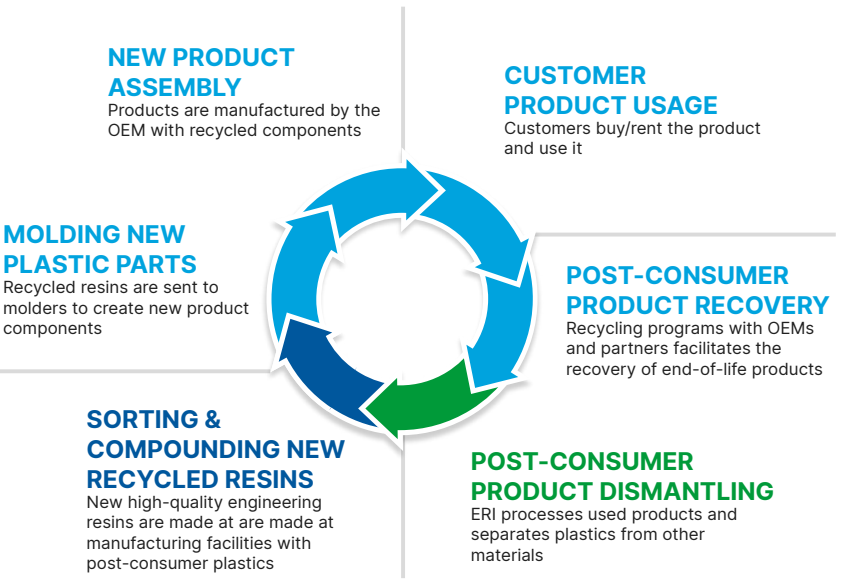 NEW PRODUCT
ASSEMBLY
Products are manufactured by the
OEM with recycled components
CUSTOMER
PRODUCT USAGE
Customers buy/rent the product
and use it
POST-CONSUMER
PRODUCT RECOVERY
Recycling programs with OEMs
and partners facilitates the
recovery of end-of-life products
POST-CONSUMER
PRODUCT DISMANTLING
ERI processes used products and
separates plastics from other
materials
SORTING &
COMPOUNDING NEW
RECYCLED RESINS
New high-quality engineering
resins are made at are made at
manufacturing facilities with
post-consumer plastics
MOLDING NEW
PLASTIC PARTS
Recycled resins are sent to
molders to create new product
components